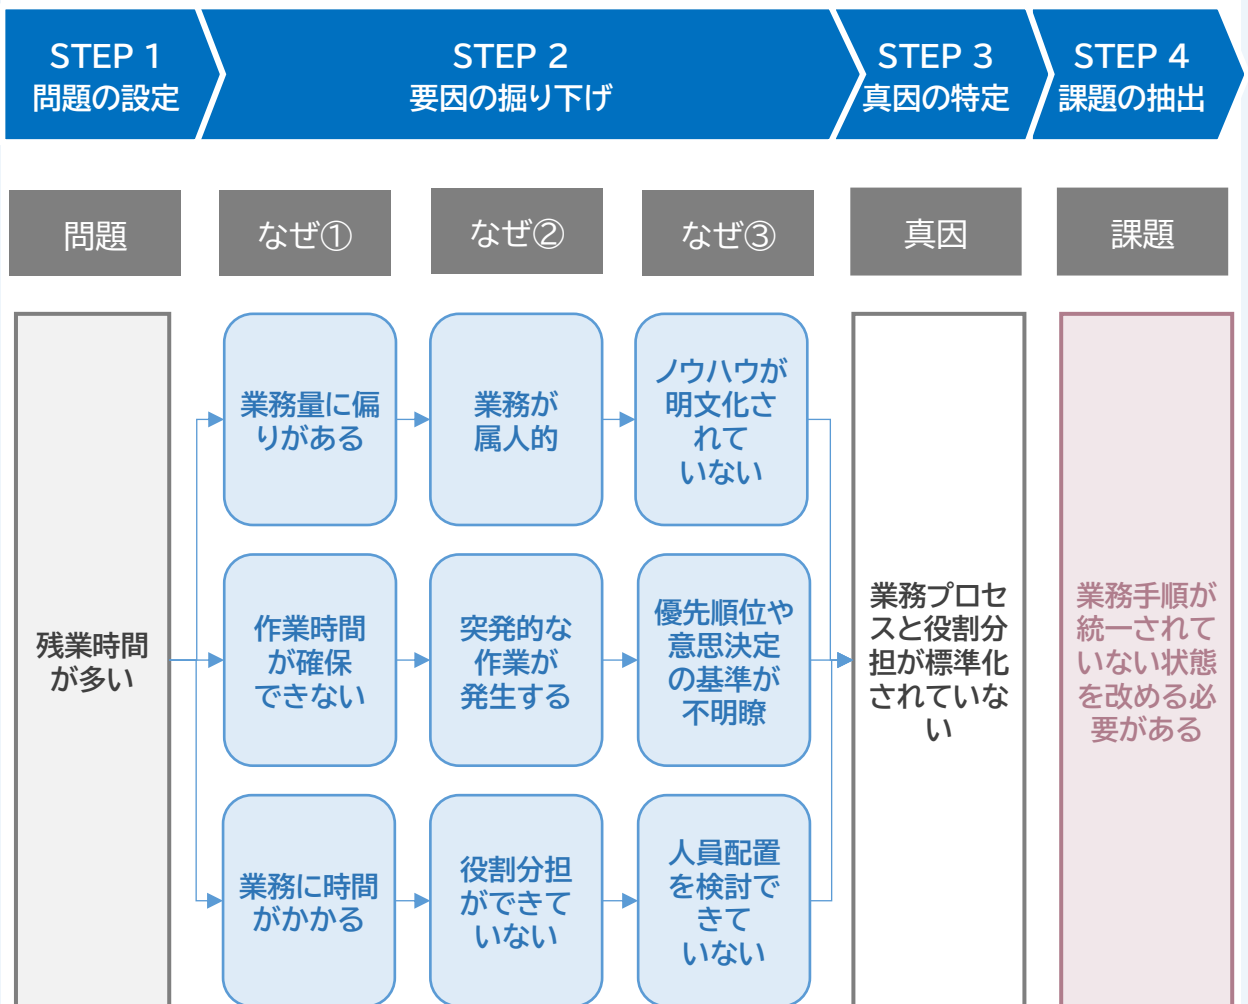 STEP 1
問題の設定
STEP 2
要因の掘り下げ
STEP 3
真因の特定
STEP 4
課題の抽出
問題
なぜ①
なぜ②
なぜ③
真因
課題
残業時間
が多い
業務量に偏
りがある
業務が
属人的
ノウハウが
明文化さ
れて
いない
作業時間
が確保
できない
突発的な
作業が
発生する
優先順位や
意思決定
の基準が
不明瞭
業務に時間
がかかる
役割分担
ができて
いない
人員配置
を検討で
きて
いない
業務プロセ
スと役割分
担が標準化
されていな
い
業務手順が
統一されて
いない状態
を改める必
要がある